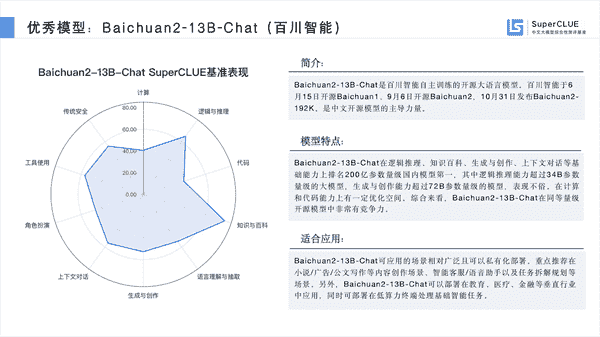 优秀模型：Baichuan2-13B-Chat（百川智能）
SuperCLUE
中文大模型综合性测评基准
Baichuan2-13B-Chat SuperCLUE基准表现
计算
80.00
60.00
40.00
20.00
0.00
逻辑与推理
代码
知识与百科
语言理解与抽取
生成与创作
上下文对话
角色扮演
工具使用
传统安全
简介：
Baichuan2-13B-Chat是百川智能自主训练的开源大语言模型。百川智能于6
月15日开源Baichuan1，9月6日开源Baichuan2，10月31日发布Baichuan2-
192K，是中文开源模型的主导力量。
模型特点：
Baichuan2-13B-Chat在逻辑推理、知识百科、生成与创作、上下文对话等基
础能力上排名200亿参数量级国内模型第一，其中逻辑推理能力超过34B参数
量级的大模型，生成与创作能力超过72B参数量级的模型，表现不俗。在计算
和代码能力上有一定优化空间。综合来看，Baichuan2-13B-Chat在同等量级
开源模型中非常有竞争力。
适合应用：
Baichuan2-13B-Chat可应用的场景相对广泛且可以私有化部署，重点推荐在
小说/广告/公文写作等内容创作场景、智能客服/语言助手以及任务拆解规划等
场景。另外，Baichuan2-13B-Chat可以部署在教育、医疗、金融等垂直行业
中应用，同时可部署在低算力终端处理基础智能任务。